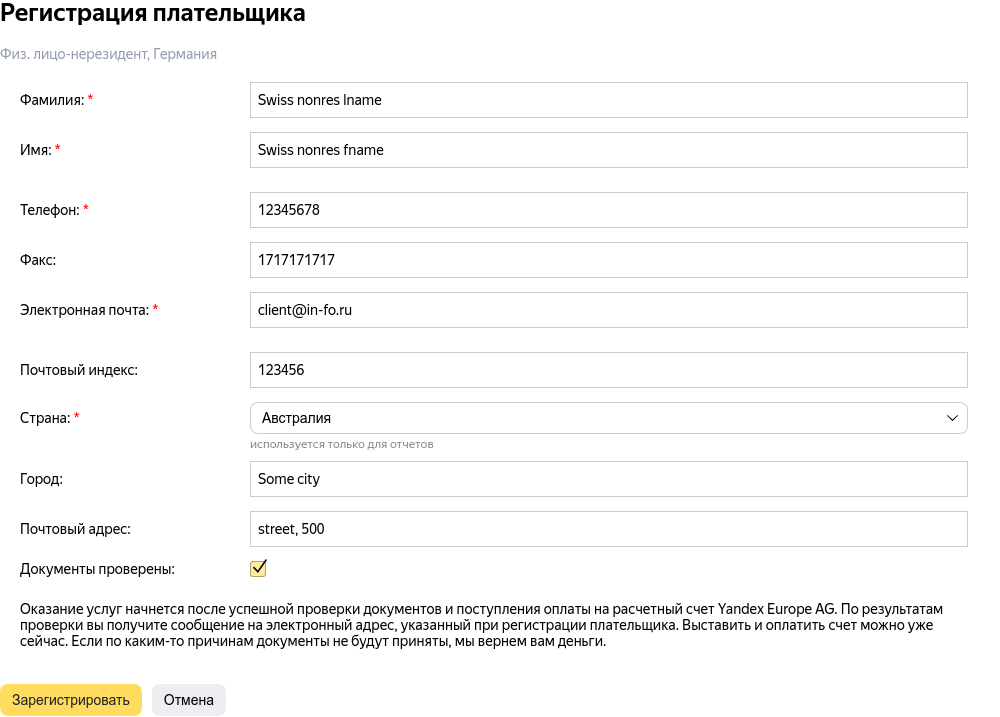 Регистрация плательщика
Физ. лицо-нерезидент, Германия
Фамилия: * Swiss nonres lname
Имя: * Swiss nonres fname
Телефон: * 12345678
Факс: 1717171717
Электронная почта: * client@in-fo.ru
Почтовый индекс: 123456
Страна: * Австралия
используется только для отчетов
Город: Some city
Почтовый адрес: street, 500
Документы проверены:
Оказание услуг начнется после успешной проверки документов и поступления оплаты на расчетный счет Yandex Europe AG. По результатам
проверки вы получите сообщение на электронный адрес, указанный при регистрации плательщика. Выставить и оплатить счет можно уже
сейчас. Если по каким-то причинам документы не будут приняты, мы вернем вам деньги.
Зарегистрировать Отмена